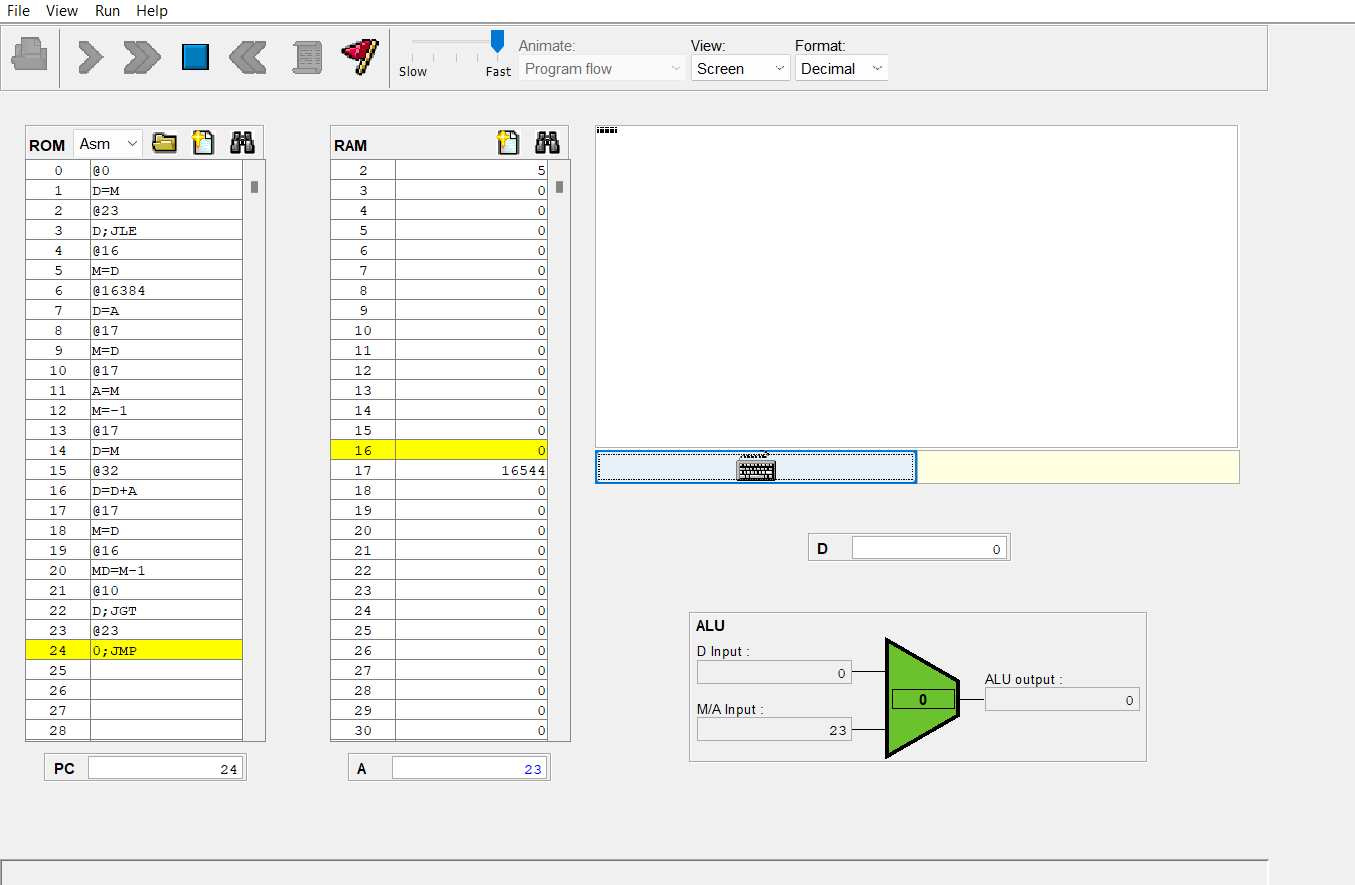 File View Run Help
Slow Fast
Animate:
Program flow
View:
Screen
Format:
Decimal
ROM Asm
0 @0
1 D=M
2 @23
3 D;JLE
4 @16
5 M=D
6 @16384
7 D=A
8 @17
9 M=D
10 @17
11 A=M
12 M=-1
13 @17
14 D=M
15 @32
16 D=D+A
17 @17
18 M=D
19 @16
20 MD=M-1
21 @10
22 D;JGT
23 @23
24 0;JMP
25
26
27
28
PC 24
RAM
2 5
3 0
4 0
5 0
6 0
7 0
8 0
9 0
10 0
11 0
12 0
13 0
14 0
15 0
16 0
17 16544
18 0
19 0
20 0
21 0
22 0
23 0
24 0
25 0
26 0
27 0
28 0
29 0
30 0
A 23
D 0
ALU
D Input :
0
M/A Input :
23
0
ALU output :
0